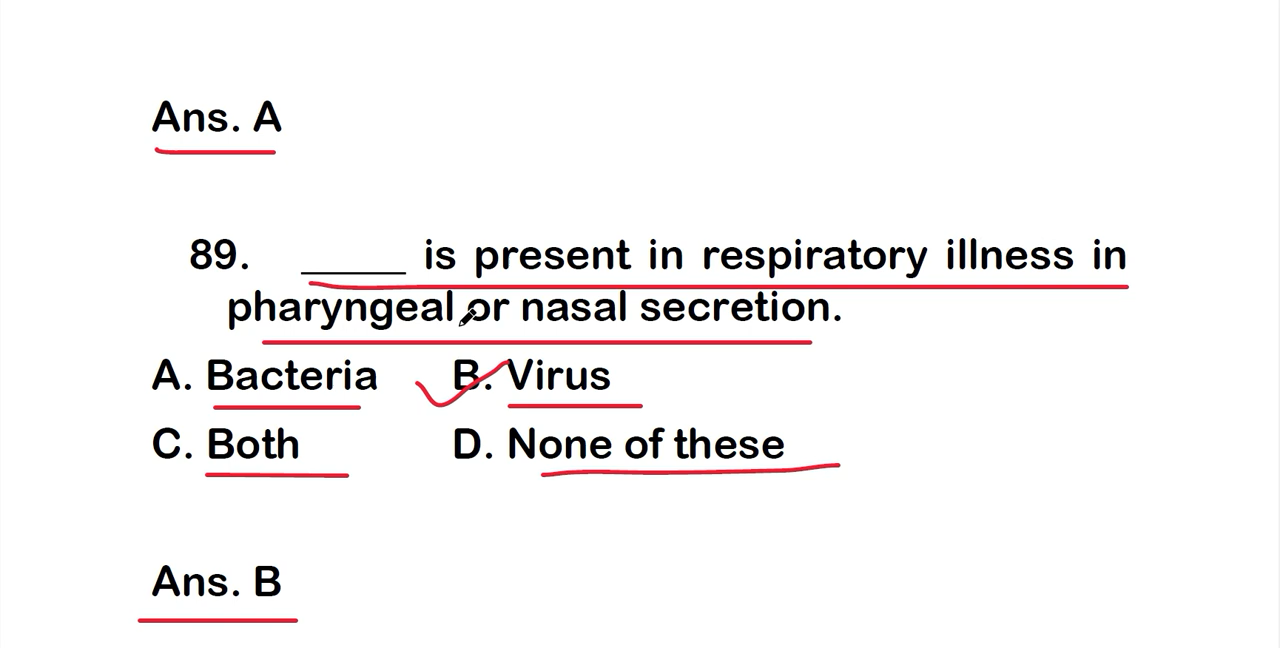 Ans. A
89. _____ is present in respiratory illness in
pharyngeal or nasal secretion.
A. Bacteria B. Virus
C. Both D. None of these
Ans. B